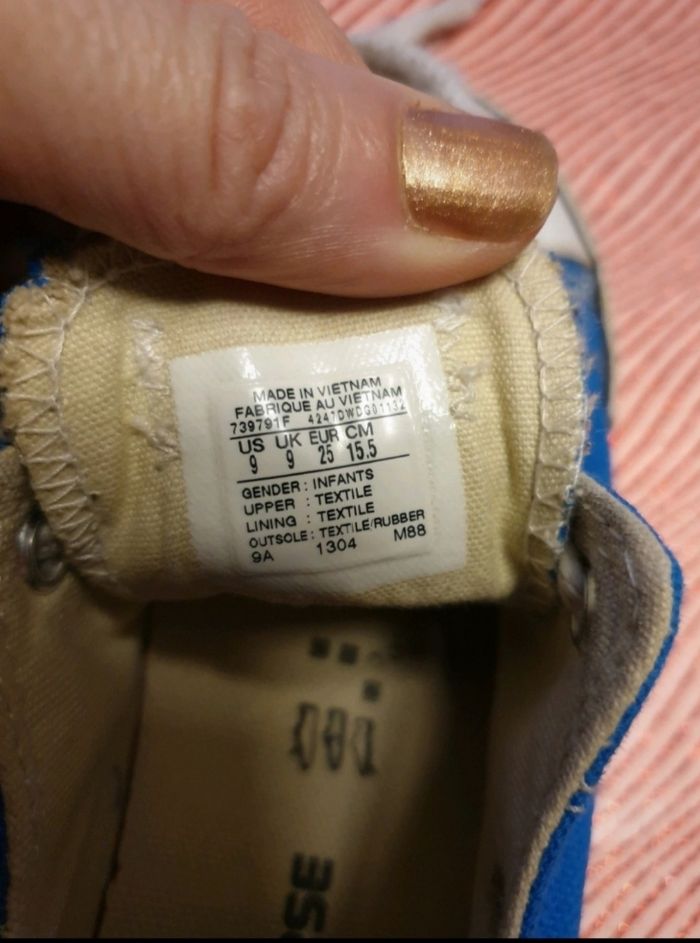 MADE IN VIETNAM
FABRIQUE AU VIETNAM
739791F 4247DWDG01132
US UK EUR CM
9 9 25 15.5
GENDER : INFANTS
UPPER : TEXTILE
LINING : TEXTILE
OUTSOLE : TEXTILE/RUBBER
9A 1304 M88